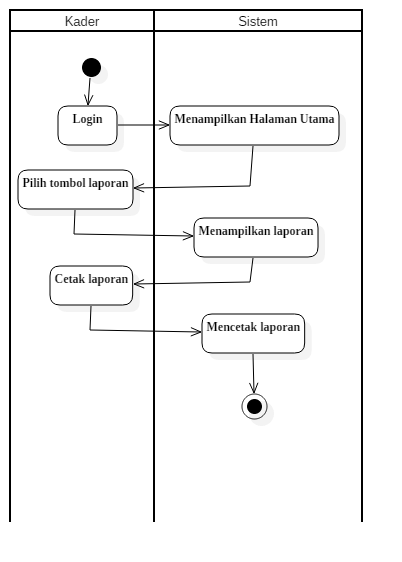 Kader
Sistem
Login
Menampilkan Halaman Utama
Pilih tombol laporan
Menampilkan laporan
Cetak laporan
Mencetak laporan